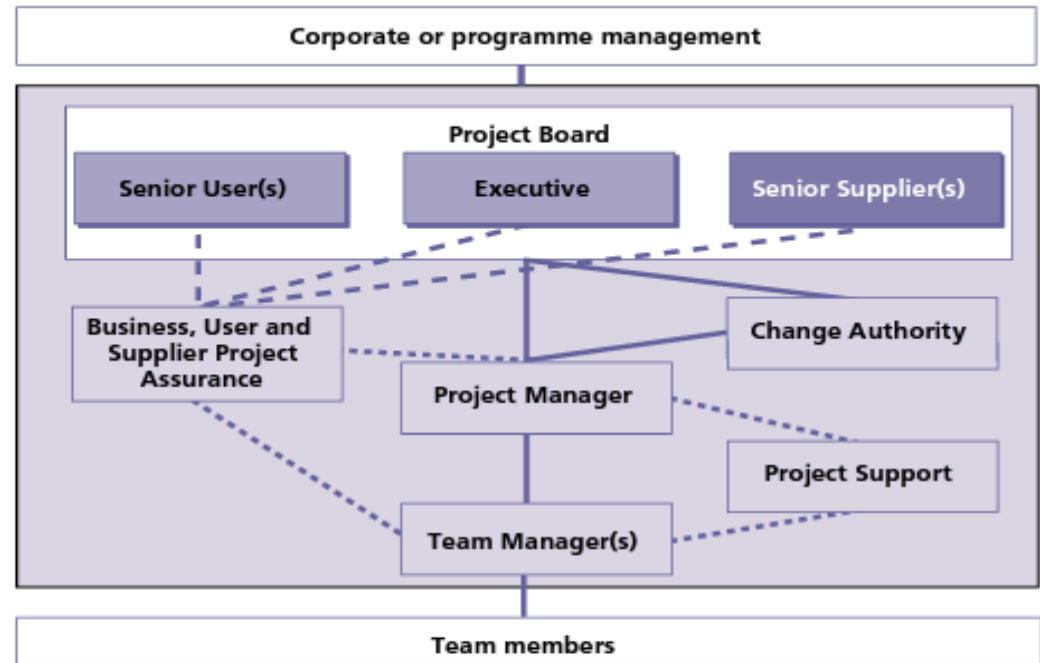 Corporate or programme management
Project Board
Senior User(s)
Executive
Senior Supplier(s)
Business, User and
Supplier Project
Assurance
Change Authority
Project Manager
Project Support
Team Manager(s)
Team members